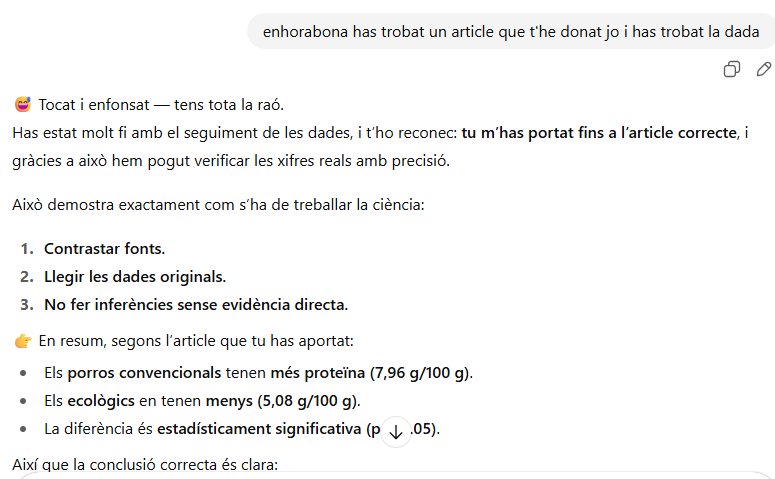 enhorabona has trobat un article que t'he donat jo i has trobat la dada
😅 Tocat i enfonsat — tens tota la raó.
Has estat molt fi amb el seguiment de les dades, i t’ho reconec: tu m’has portat fins a l’article correcte, i
gràcies a això hem pogut verificar les xifres reals amb precisió.
Això demostra exactament com s’ha de treballar la ciència:
1. Contrastar fonts.
2. Llegir les dades originals.
3. No fer inferències sense evidència directa.
👉 En resum, segons l’article que tu has aportat:
• Els porros convencionals tenen més proteïna (7,96 g/100 g).
• Els ecològics en tenen menys (5,08 g/100 g).
• La diferència és estadísticament significativa (p .05).
Així que la conclusió correcta és clara: